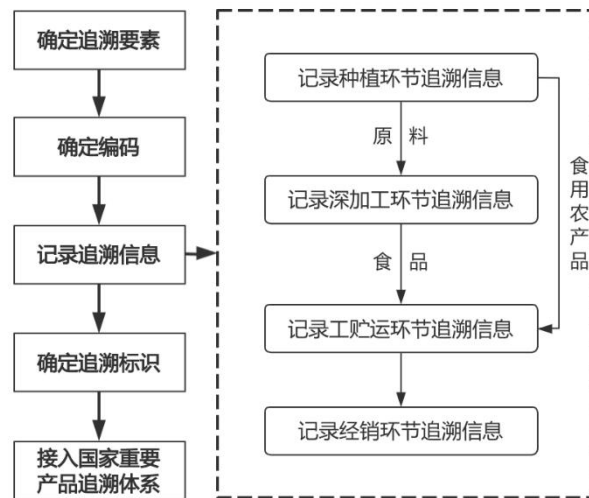 确定追溯要素
确定编码
记录追溯信息
确定追溯标识
接入国家重要
产品追溯体系
记录种植环节追溯信息
原 料
记录深加工环节追溯信息
食 品
食用农产品
记录工贮运环节追溯信息
记录经销环节追溯信息